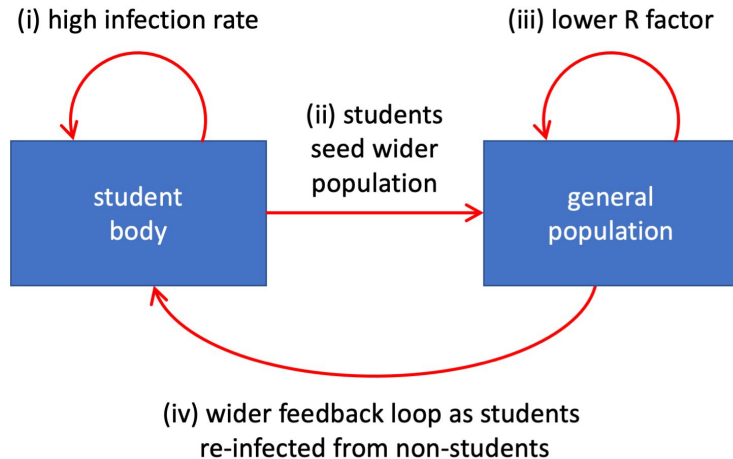 (i) high infection rate
(iii) lower R factor
(ii) students
seed wider
population
student
body
general
population
(iv) wider feedback loop as students
re-infected from non-students